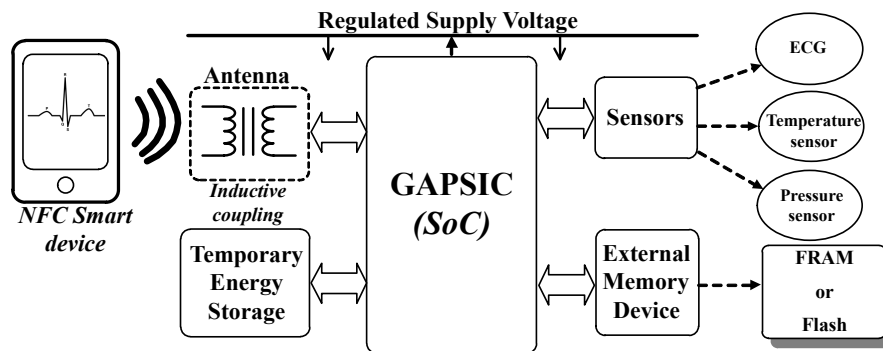 Regulated Supply Voltage
Antenna
Inductive
coupling
NFC Smart
device
Temporary
Energy
Storage
GAPSIC
(SoC)
Sensors
External
Memory
Device
ECG
Temperature
sensor
Pressure
sensor
FRAM
or
Flash